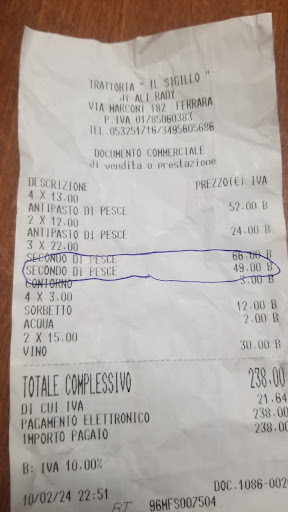 TRATTORIA " IL SIGILLO "
di ALI RADY
VIA MARCONI 182 FERRARA
P.IVA 01785060383
TEL.053251716/3495605686
DOCUMENTO COMMERCIALE
di vendita o prestazione
DESCRIZIONE PREZZO(€) IVA
4 X 13.00
ANTIPASTO DI PESCE 52.00 B
2 X 12.00
ANTIPASTO DI PESCE 24.00 B
3 X 22.00
SECONDO DI PESCE 66.00 B
SECONDO DI PESCE 49.00 B
CONTORNO 3.00 B
4 X 3.00
SORBETTO 12.00 B
ACQUA 2.00 B
2 X 15.00
VINO 30.00 B
TOTALE COMPLESSIVO 238.00
DI CUI IVA 21.64
PAGAMENTO ELETTRONICO 238.00
IMPORTO PAGATO 238.00
B: IVA 10.00%
10/02/24 22:51 DOC.1086-002
RT 96MFS007504